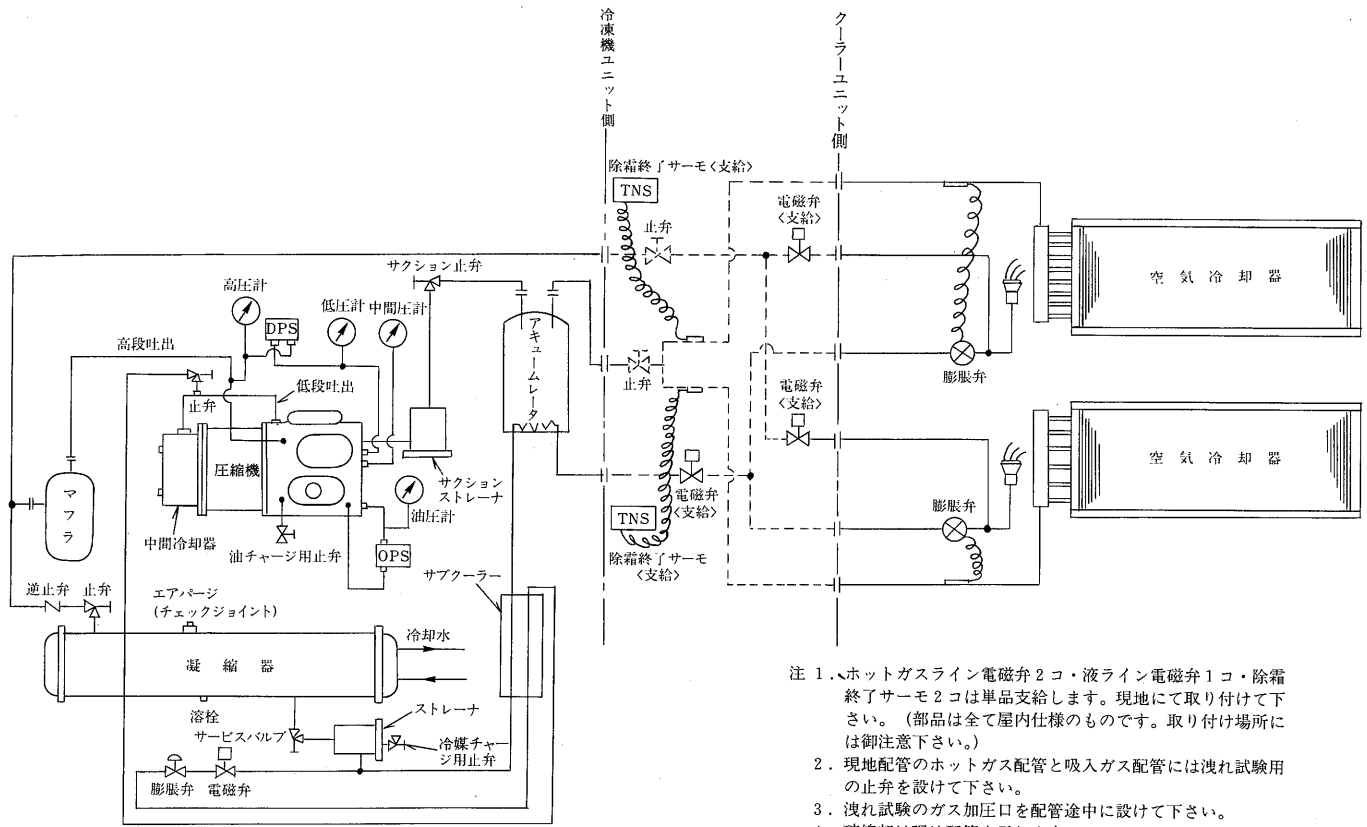 冷凍機ユニット側
クーラーユニット側
除霜終了サーモ<支給>
TNS
止弁
電磁弁
<支給>
空気冷却器
サクション止弁
高圧計
低圧計
中間圧計
DPS
高段吐出
低段吐出
止弁
アキュームレータ
止弁
膨脹弁
電磁弁
<支給>
圧縮機
マフラ
中間冷却器
サクション
ストレーナ
油圧計
油チャージ用止弁
OPS
電磁弁
<支給>
TNS
除霜終了サーモ
<支給>
膨脹弁
空気冷却器
サブクーラー
逆止弁
止弁
エアパージ
(チェックジョイント)
冷却水
凝縮器
溶栓
サービスバルブ
ストレーナ
冷媒チャー
ジ用止弁
膨脹弁
電磁弁
注 1.ホットガスライン電磁弁2コ・液ライン電磁弁1コ・除霜
終了サーモ2コは単品支給します。現地にて取り付けて下
さい。(部品は全て屋内仕様のものです。取り付け場所に
は御注意下さい。)
2.現地配管のホットガス配管と吸入ガス配管には洩れ試験用
の止弁を設けて下さい。
3.洩れ試験のガス加圧口を配管途中に設けて下さい。